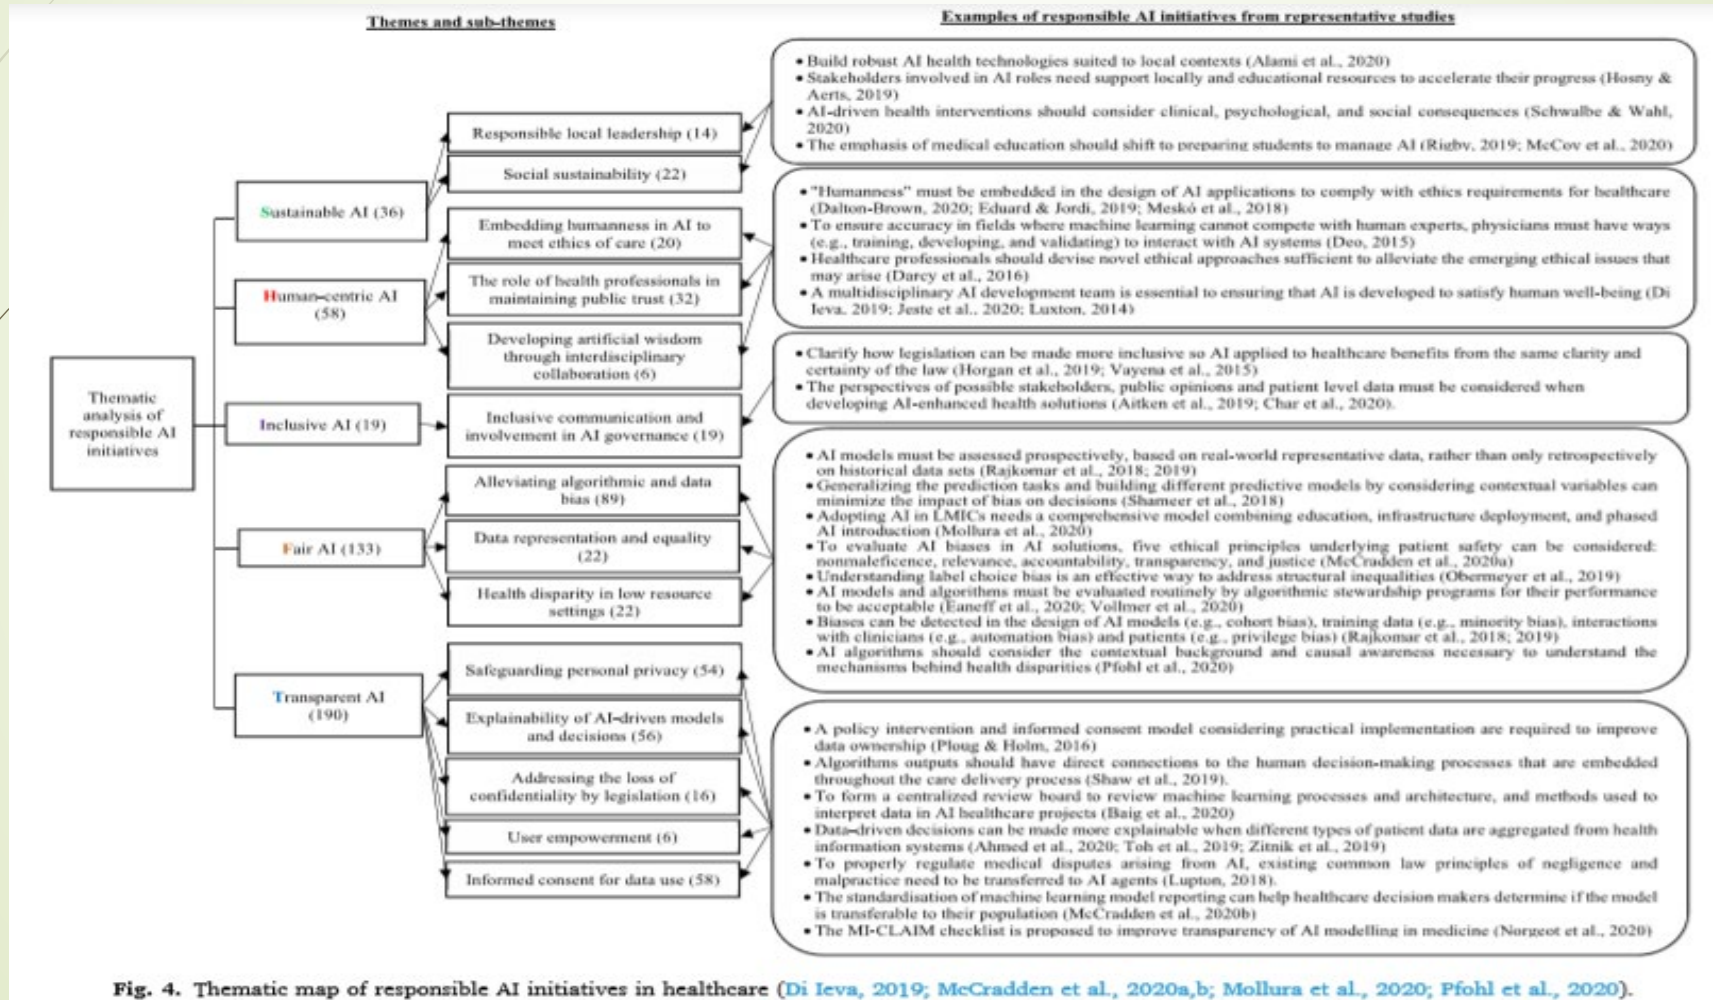 Themes and sub-themes
Examples of responsible AI initiatives from representative studies
Thematic
analysis of
responsible AI
initiatives
Sustainable AI (36)
Human-centric AI
(58)
Inclusive AI (19)
Fair AI (133)
Transparent AI
(190)
Responsible local leadership (14)
Social sustainability (22)
Embedding humanness in AI to
meet ethics of care (20)
The role of health professionals in
maintaining public trust (32)
Developing artificial wisdom
through interdisciplinary
collaboration (6)
Inclusive communication and
involvement in AI governance (19)
Alleviating algorithmic and data
bias (89)
Data representation and equality
(22)
Health disparity in low resource
settings (22)
Safeguarding personal privacy (54)
Explainability of AI-driven models
and decisions (56)
Addressing the loss of
confidentiality by legislation (16)
User empowerment (6)
Informed consent for data use (58)
• Build robust AI health technologies suited to local contexts (Alami et al., 2020)
• Stakeholders involved in AI roles need support locally and educational resources to accelerate their progress (Hosny &
Aerts, 2019)
• AI-driven health interventions should consider clinical, psychological, and social consequences (Schwalbe & Wahl,
2020)
• The emphasis of medical education should shift to preparing students to manage AI (Rigby, 2019; McCoy et al., 2020)
• "Humanness" must be embedded in the design of AI applications to comply with ethics requirements for healthcare
(Dalton-Brown, 2020; Eduard & Jordi, 2019; Meskó et al., 2018)
• To ensure accuracy in fields where machine learning cannot compete with human experts, physicians must have ways
(e.g., training, developing, and validating) to interact with AI systems (Deo, 2015)
• Healthcare professionals should devise novel ethical approaches sufficient to alleviate the emerging ethical issues that
may arise (Darcy et al., 2016)
• A multidisciplinary AI development team is essential to ensuring that AI is developed to satisfy human well-being (Di
Ieva, 2019; Jeste et al., 2020; Luxton, 2014)
• Clarify how legislation can be made more inclusive so AI applied to healthcare benefits from the same clarity and
certainty of the law (Horgan et al., 2019; Vayena et al., 2015)
• The perspectives of possible stakeholders, public opinions and patient level data must be considered when
developing AI-enhanced health solutions (Aitken et al., 2019; Char et al., 2020).
• AI models must be assessed prospectively, based on real-world representative data, rather than only retrospectively
on historical data sets (Rajkomar et al., 2018; 2019)
• Generalizing the prediction tasks and building different predictive models by considering contextual variables can
minimize the impact of bias on decisions (Shameer et al., 2018)
• Adopting AI in LMICs needs a comprehensive model combining education, infrastructure deployment, and phased
AI introduction (Mollura et al., 2020)
• To evaluate AI biases in AI solutions, five ethical principles underlying patient safety can be considered:
nonmaleficence, relevance, accountability, transparency, and justice (McCradden et al., 2020a)
• Understanding label choice bias is an effective way to address structural inequalities (Obermeyer et al., 2019)
• AI models and algorithms must be evaluated routinely by algorithmic stewardship programs for their performance
to be acceptable (Eaneff et al., 2020; Vollmer et al., 2020)
• Biases can be detected in the design of AI models (e.g., cohort bias), training data (e.g., minority bias), interactions
with clinicians (e.g., automation bias) and patients (e.g., privilege bias) (Rajkomar et al., 2018; 2019)
• AI algorithms should consider the contextual background and causal awareness necessary to understand the
mechanisms behind health disparities (Pfohl et al., 2020)
• A policy intervention and informed consent model considering practical implementation are required to improve
data ownership (Ploug & Holm, 2016)
• Algorithms outputs should have direct connections to the human decision-making processes that are embedded
throughout the care delivery process (Shaw et al., 2019).
• To form a centralized review board to review machine learning processes and architecture, and methods used to
interpret data in AI healthcare projects (Baig et al., 2020)
• Data-driven decisions can be made more explainable when different types of patient data are aggregated from health
information systems (Ahmed et al., 2020; Toh et al., 2019; Zitnik et al., 2019)
• To properly regulate medical disputes arising from AI, existing common law principles of negligence and
malpractice need to be transferred to AI agents (Lupton, 2018).
• The standardisation of machine learning model reporting can help healthcare decision makers determine if the model
is transferable to their population (McCradden et al., 2020b)
• The MI-CLAIM checklist is proposed to improve transparency of AI modelling in medicine (Norgeot et al., 2020)
Fig. 4. Thematic map of responsible AI initiatives in healthcare (Di Ieva, 2019; McCradden et al., 2020a,b; Mollura et al., 2020; Pfohl et al., 2020).